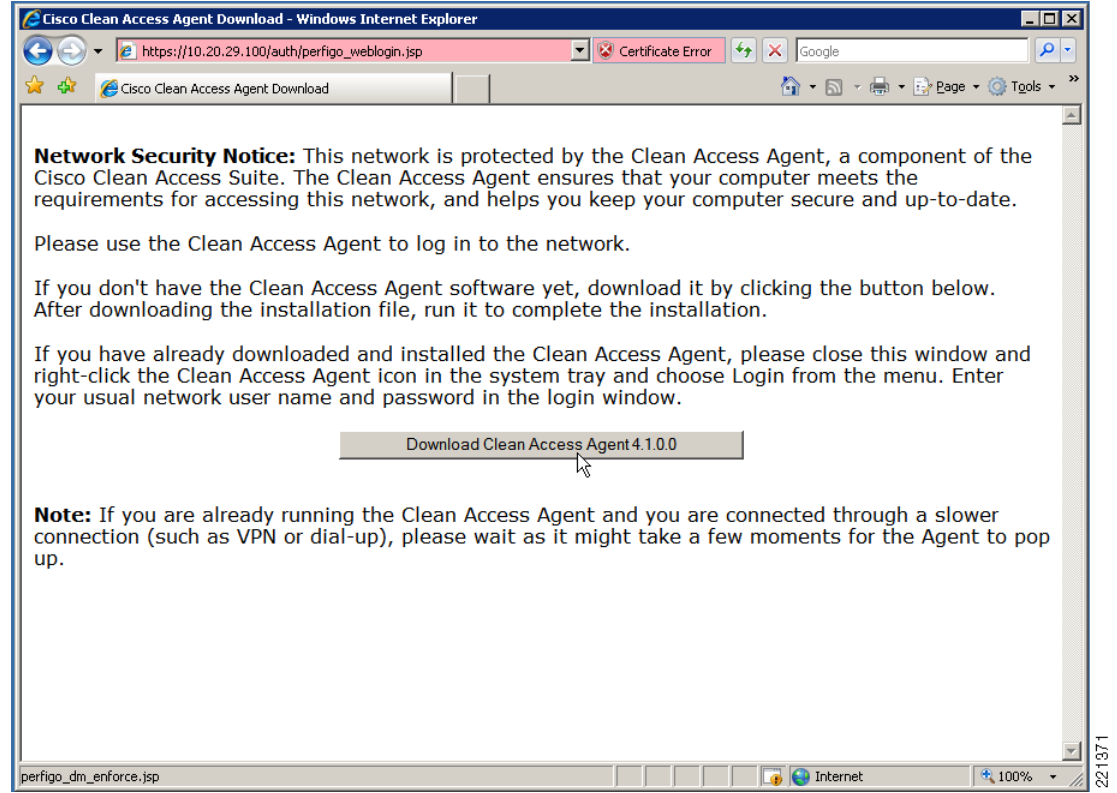 Cisco Clean Access Agent Download - Windows Internet Explorer
https://10.20.29.100/auth/perfigo_weblogin.jsp
Certificate Error
Google
Cisco Clean Access Agent Download
Page
Tools
»
Network Security Notice: This network is protected by the Clean Access Agent, a component of the
Cisco Clean Access Suite. The Clean Access Agent ensures that your computer meets the
requirements for accessing this network, and helps you keep your computer secure and up-to-date.
Please use the Clean Access Agent to log in to the network.
If you don't have the Clean Access Agent software yet, download it by clicking the button below.
After downloading the installation file, run it to complete the installation.
If you have already downloaded and installed the Clean Access Agent, please close this window and
right-click the Clean Access Agent icon in the system tray and choose Login from the menu. Enter
your usual network user name and password in the login window.
Download Clean Access Agent 4.1.0.0
Note: If you are already running the Clean Access Agent and you are connected through a slower
connection (such as VPN or dial-up), please wait as it might take a few moments for the Agent to pop
up.
perfigo_dm_enforce.jsp
Internet
100%
221371